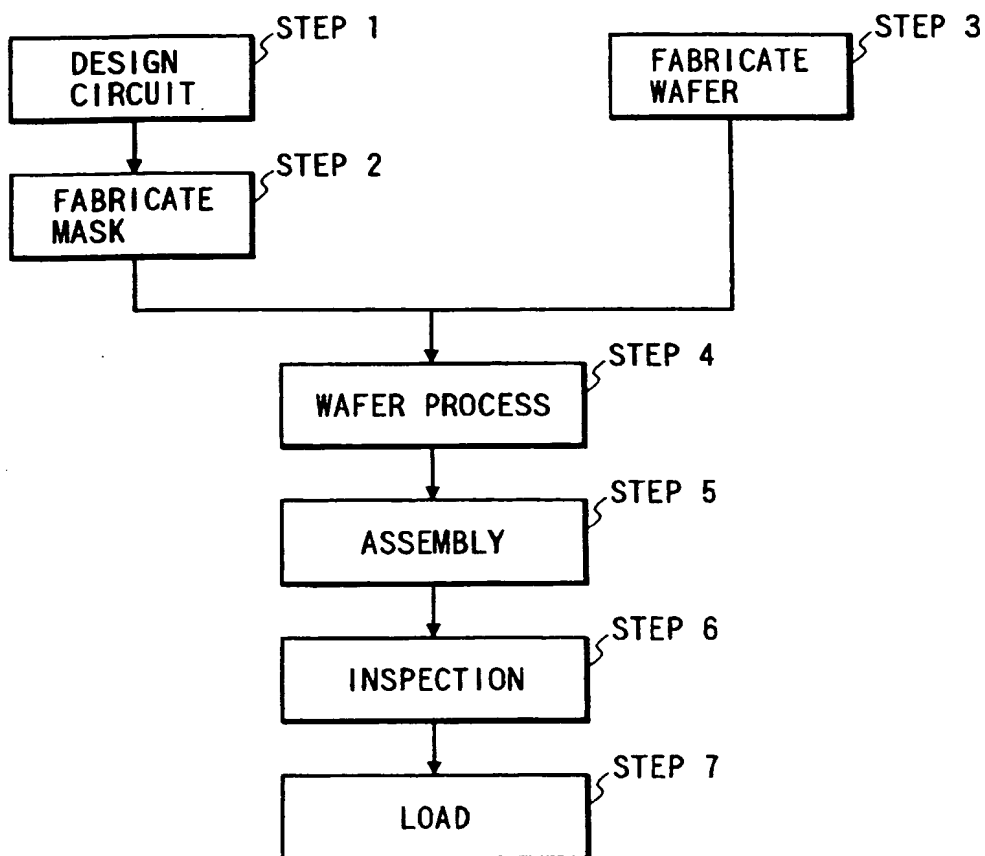 STEP 1
DESIGN
CIRCUIT
STEP 2
FABRICATE
MASK
STEP 3
FABRICATE
WAFER
STEP 4
WAFER PROCESS
STEP 5
ASSEMBLY
STEP 6
INSPECTION
STEP 7
LOAD